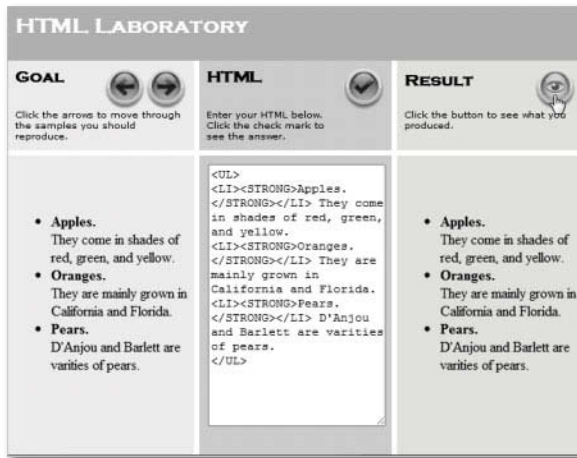 HTML LABORATORY
GOAL
Click the arrows to move through
the samples you should
reproduce.
HTML
Enter your HTML below.
Click the check mark to
see the answer.
RESULT
Click the button to see what you
produced.
• Apples.
They come in shades of
red, green, and yellow.
• Oranges.
They are mainly grown in
California and Florida.
• Pears.
D'Anjou and Barlett are
varities of pears.
<UL>
<LI><STRONG>Apples.
</STRONG></LI> They come
in shades of red, green,
and yellow.
<LI><STRONG>Oranges.
</STRONG></LI> They are
mainly grown in
California and Florida.
<LI><STRONG>Pears.
</STRONG></LI> D'Anjou
and Barlett are varities
of pears.
</UL>
• Apples.
They come in shades of
red, green, and yellow.
• Oranges.
They are mainly grown in
California and Florida.
• Pears.
D'Anjou and Barlett are
varities of pears.